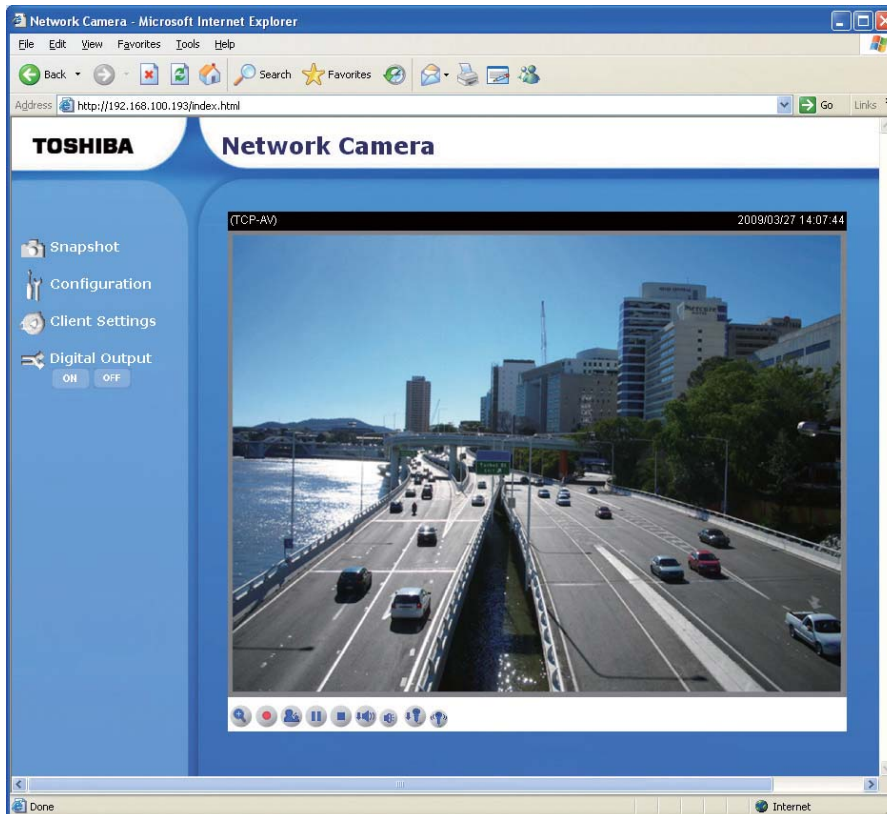 Network Camera - Microsoft Internet Explorer
File Edit View Favorites Tools Help
Back Search Favorites
Address http://192.168.100.193/index.html Go Links
TOSHIBA
Network Camera
(TCP-AV) 2009/03/27 14:07:44
Snapshot
Configuration
Client Settings
Digital Output
ON OFF
Done Internet